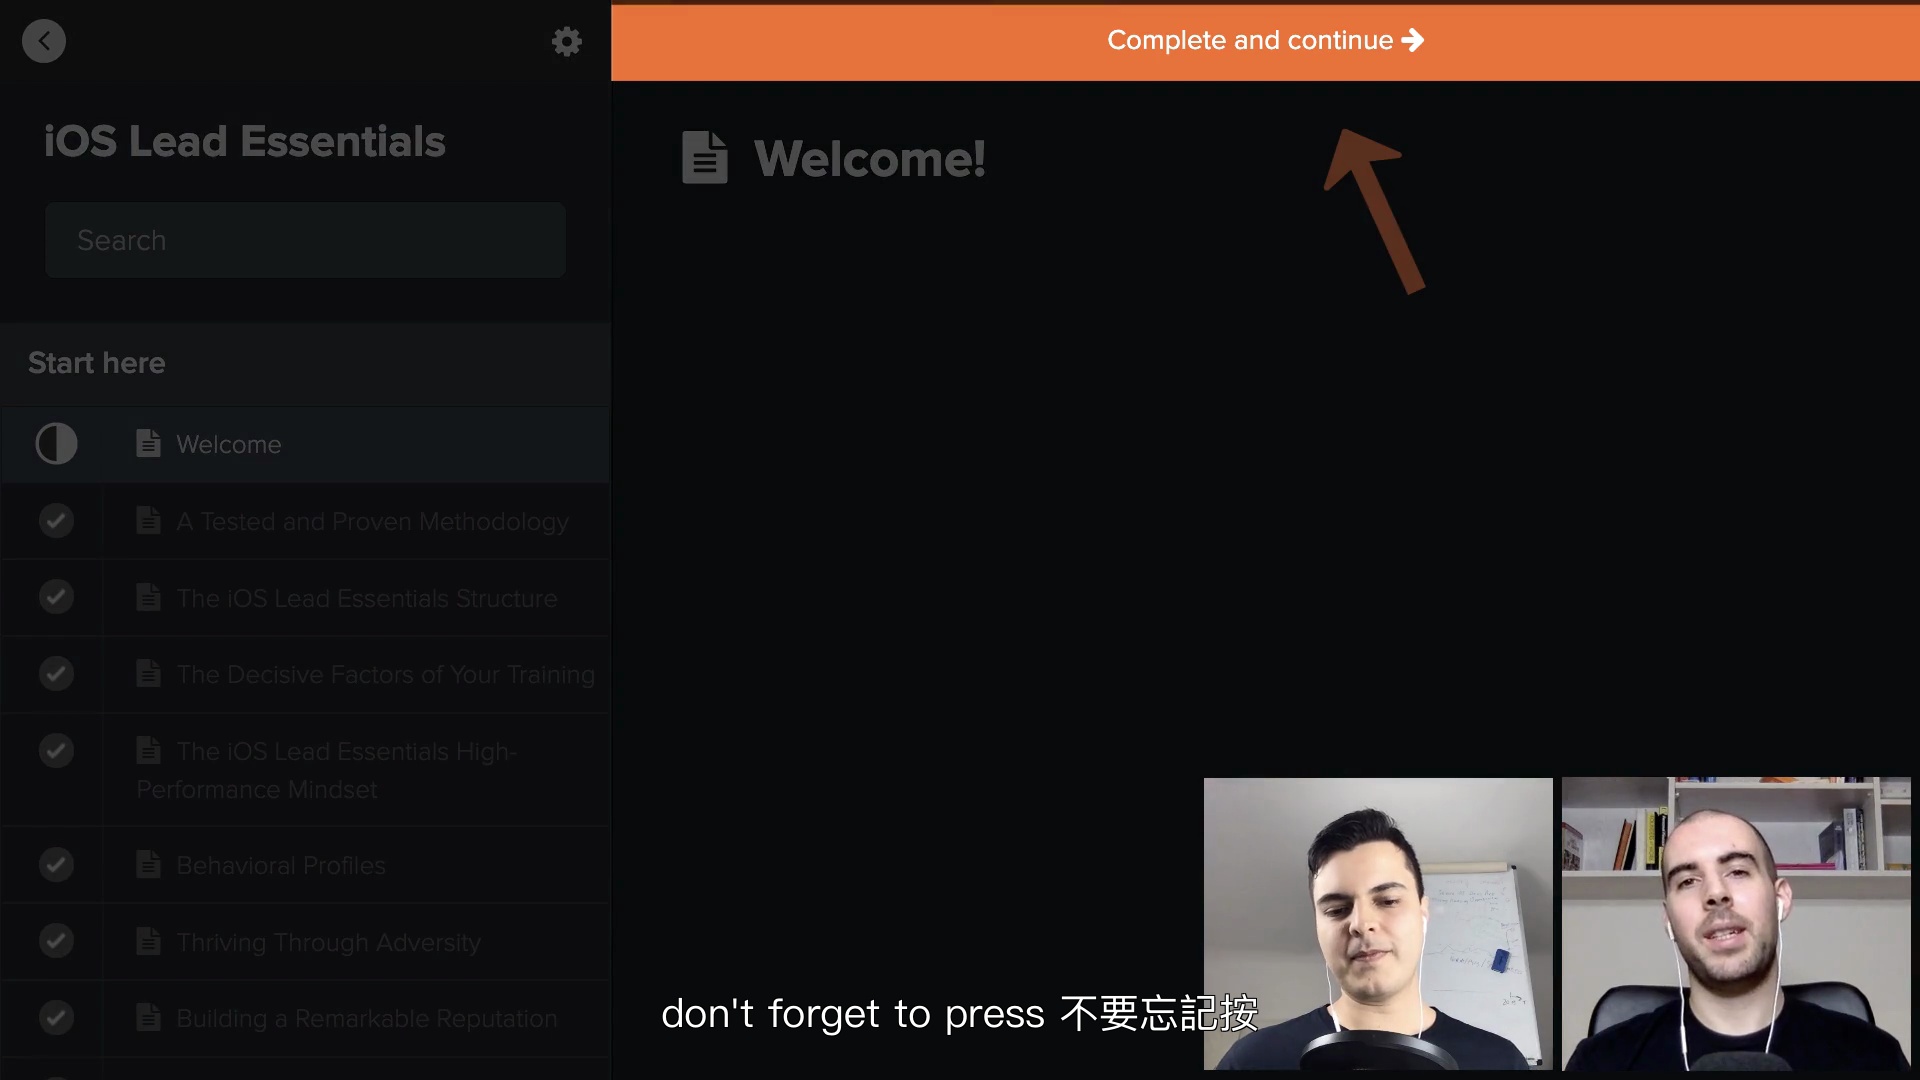 Complete and continue
iOS Lead Essentials
Search
Start here
Welcome
A Tested and Proven Methodology
The iOS Lead Essentials Structure
The Decisive Factors of Your Training
The iOS Lead Essentials High-
Performance Mindset
Behavioral Profiles
Thriving Through Adversity
Building a Remarkable Reputation
Welcome!
don't forget to press 不要忘記按